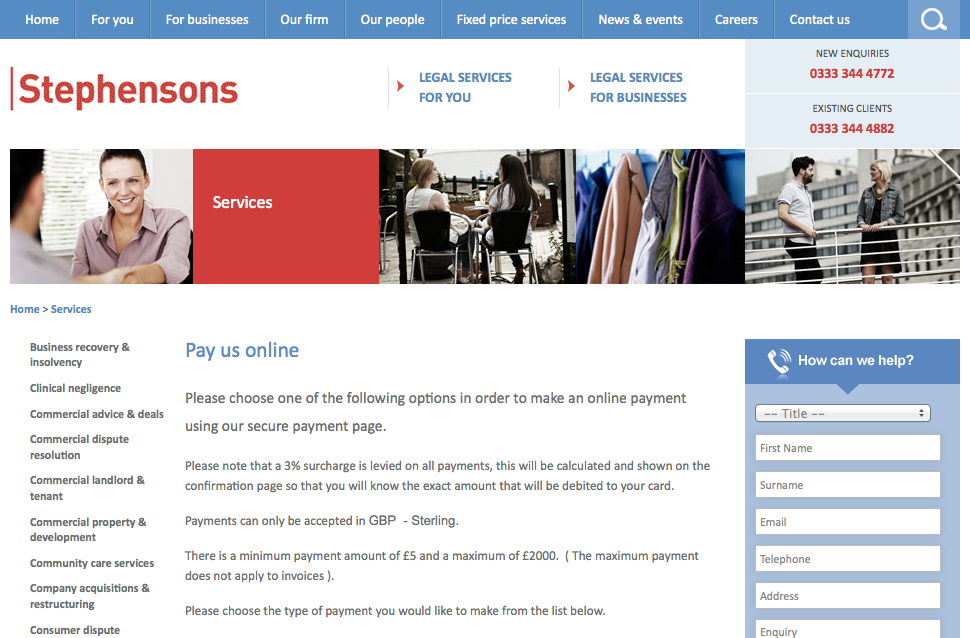 Home For you For businesses Our firm Our people Fixed price services News & events Careers Contact us
Stephensons
LEGAL SERVICES
FOR YOU
LEGAL SERVICES
FOR BUSINESSES
NEW ENQUIRIES
0333 344 4772
EXISTING CLIENTS
0333 344 4882
Services
Home > Services
Business recovery &
insolvency
Clinical negligence
Commercial advice & deals
Commercial dispute
resolution
Commercial landlord &
tenant
Commercial property &
development
Community care services
Company acquisitions &
restructuring
Consumer dispute
Pay us online
Please choose one of the following options in order to make an online payment
using our secure payment page.
Please note that a 3% surcharge is levied on all payments, this will be calculated and shown on the
confirmation page so that you will know the exact amount that will be debited to your card.
Payments can only be accepted in GBP - Sterling.
There is a minimum payment amount of £5 and a maximum of £2000. ( The maximum payment
does not apply to invoices ).
Please choose the type of payment you would like to make from the list below.
How can we help?
-- Title --
First Name
Surname
Email
Telephone
Address
Enquiry